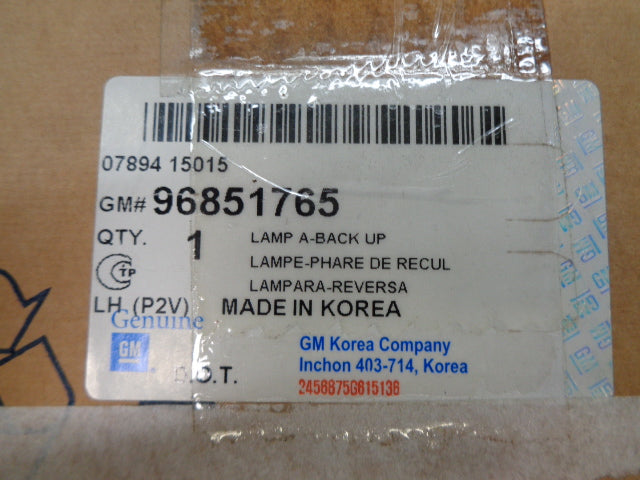 07894 15015
GM# 96851765
QTY. 1 LAMP A-BACK UP
LAMPE-PHARE DE RECUL
LAMPARA-REVERSA
LH (P2V) MADE IN KOREA
Genuine
GM
GM Korea Company
D.O.T. Inchon 403-714, Korea
2456875G615136